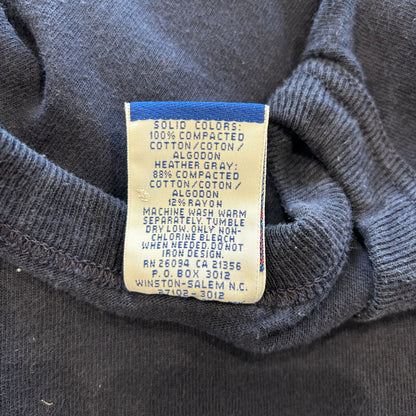 SOLID COLORS:
100% COMPACTED
COTTON/COTON/
ALGODON
HEATHER GRAY:
88% COMPACTED
COTTON/COTON/
ALGODON
12% RAYON
MACHINE WASH WARM
SEPARATELY. TUMBLE
DRY LOW. ONLY NON-
CHLORINE BLEACH
WHEN NEEDED. DO NOT
IRON DESIGN.
RN 26094 CA 21356
P. O. BOX 3012
WINSTON-SALEM N.C.
27102-3012